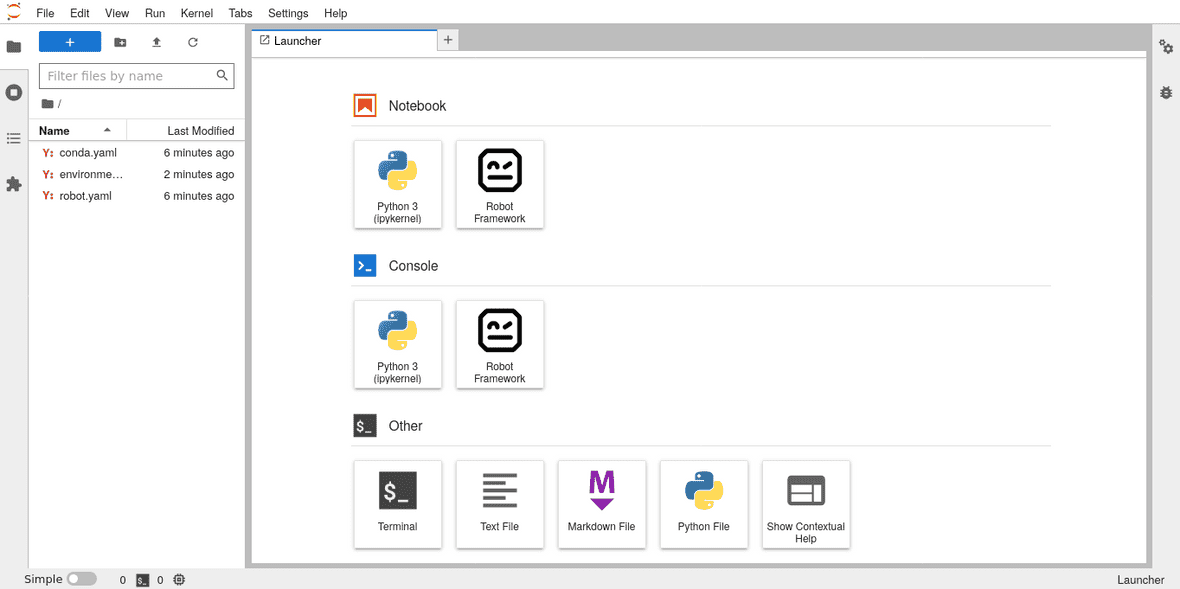 File Edit View Run Kernel Tabs Settings Help
+
Filter files by name
/
Name Last Modified
Y: conda.yaml 6 minutes ago
Y: environme… 2 minutes ago
Y: robot.yaml 6 minutes ago
Launcher +
Notebook
Python 3
(ipykernel)
Robot
Framework
Console
Python 3
(ipykernel)
Robot
Framework
$_ Other
$_
Terminal
Text File
M
Markdown File
Python File
Show Contextual
Help
Simple 0 $_ 0 Launcher